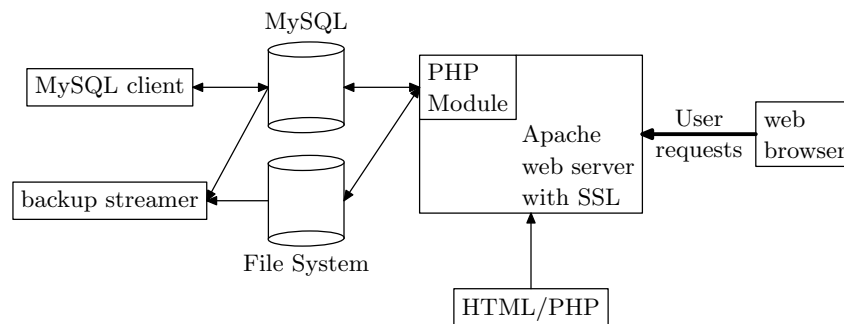 MySQL
MySQL client
PHP
Module
Apache
web server
with SSL
User
requests
web
browser
backup streamer
File System
HTML/PHP